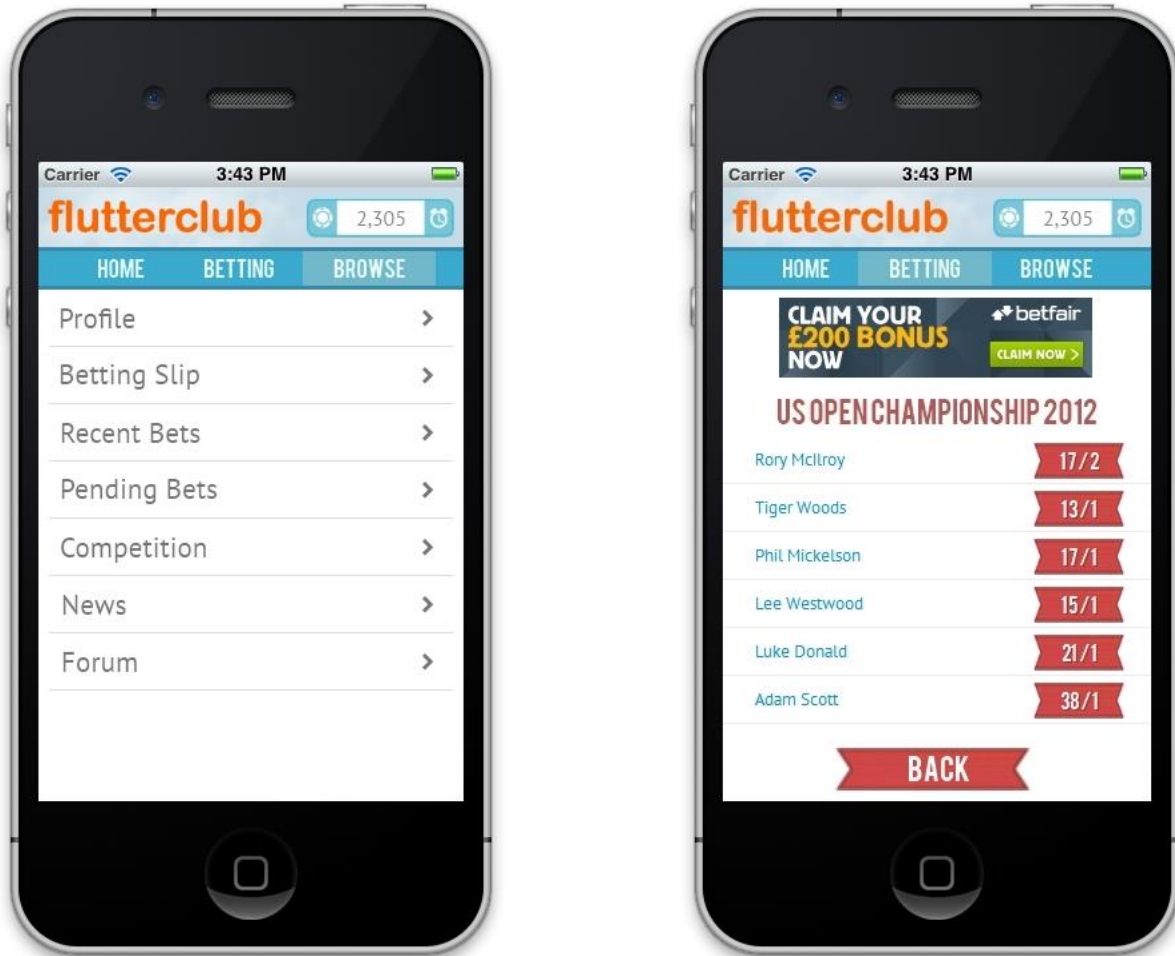 Carrier 3:43 PM
flutterclub 2,305
HOME BETTING BROWSE
Profile
Betting Slip
Recent Bets
Pending Bets
Competition
News
Forum
Carrier 3:43 PM
flutterclub 2,305
HOME BETTING BROWSE
CLAIM YOUR
£200 BONUS
NOW
betfair
CLAIM NOW >
US OPEN CHAMPIONSHIP 2012
Rory McIlroy 17/2
Tiger Woods 13/1
Phil Mickelson 17/1
Lee Westwood 15/1
Luke Donald 21/1
Adam Scott 38/1
BACK